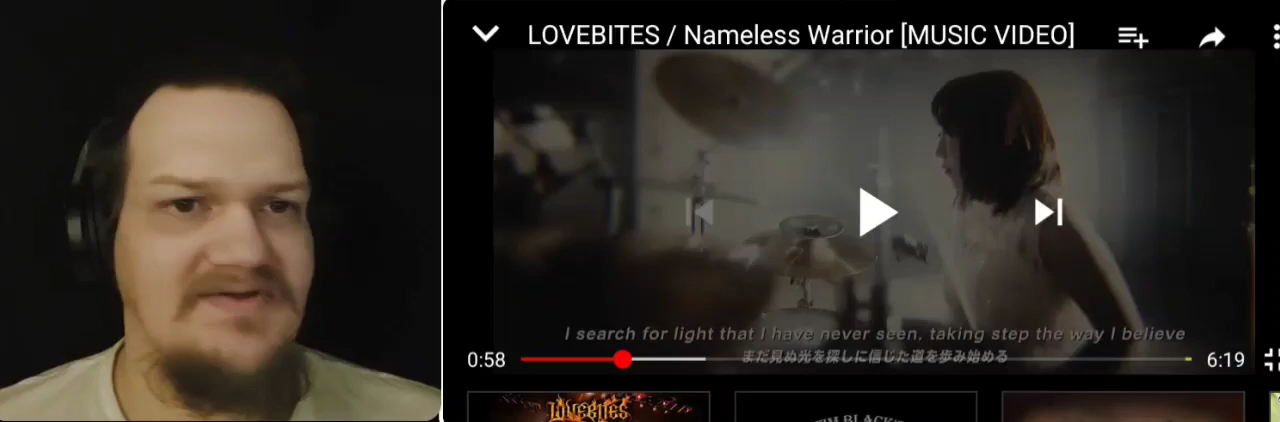 LOVEBITES / Nameless Warrior [MUSIC VIDEO]
I search for light that I have never seen, taking step the way I believe
まだ見ぬ光を探しに信じた道を歩み始める
0:58
6:19
LOVEBITES